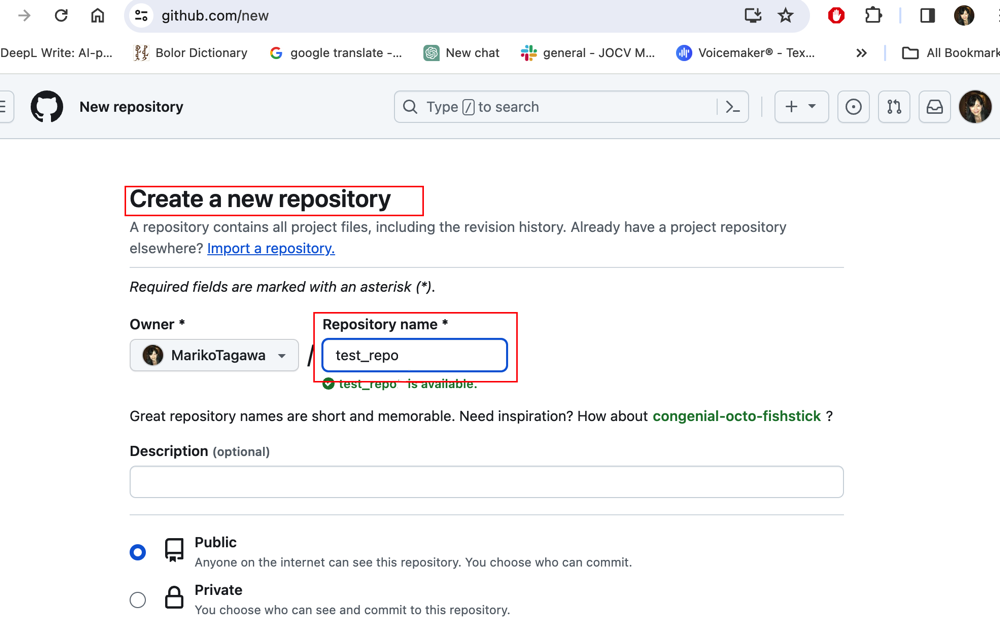 github.com/new
DeepL Write: AI-p... Bolor Dictionary google translate -... New chat general - JOCV M... Voicemaker® - Tex... » All Bookmark
New repository Type / to search
Create a new repository
A repository contains all project files, including the revision history. Already have a project repository
elsewhere? Import a repository.
Required fields are marked with an asterisk (*).
Owner * Repository name *
MarikoTagawa / test_repo
test_repo is available.
Great repository names are short and memorable. Need inspiration? How about congenial-octo-fishstick ?
Description (optional)
Public
Anyone on the internet can see this repository. You choose who can commit.
Private
You choose who can see and commit to this repository.